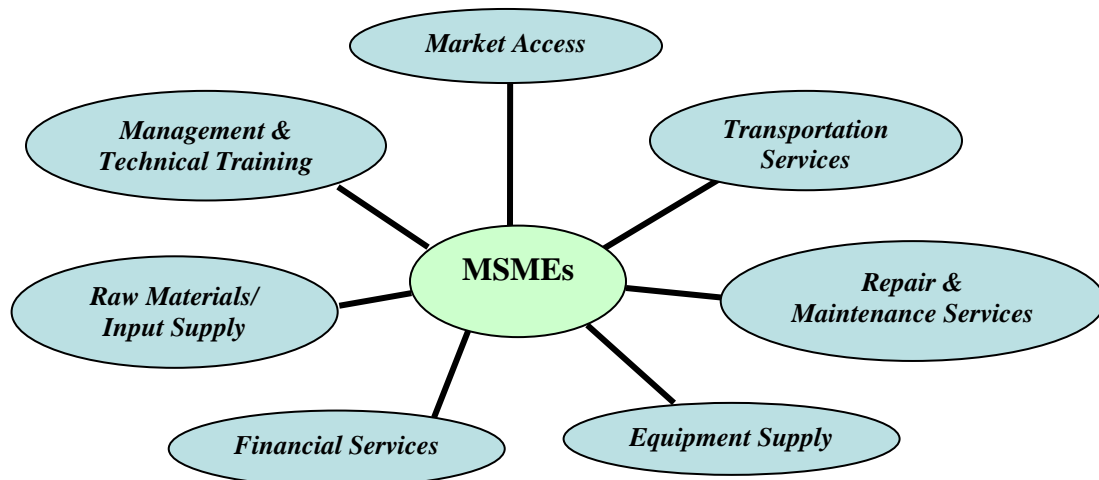 Market Access
Management &
Technical Training
Transportation
Services
MSMEs
Raw Materials/
Input Supply
Repair &
Maintenance Services
Financial Services
Equipment Supply